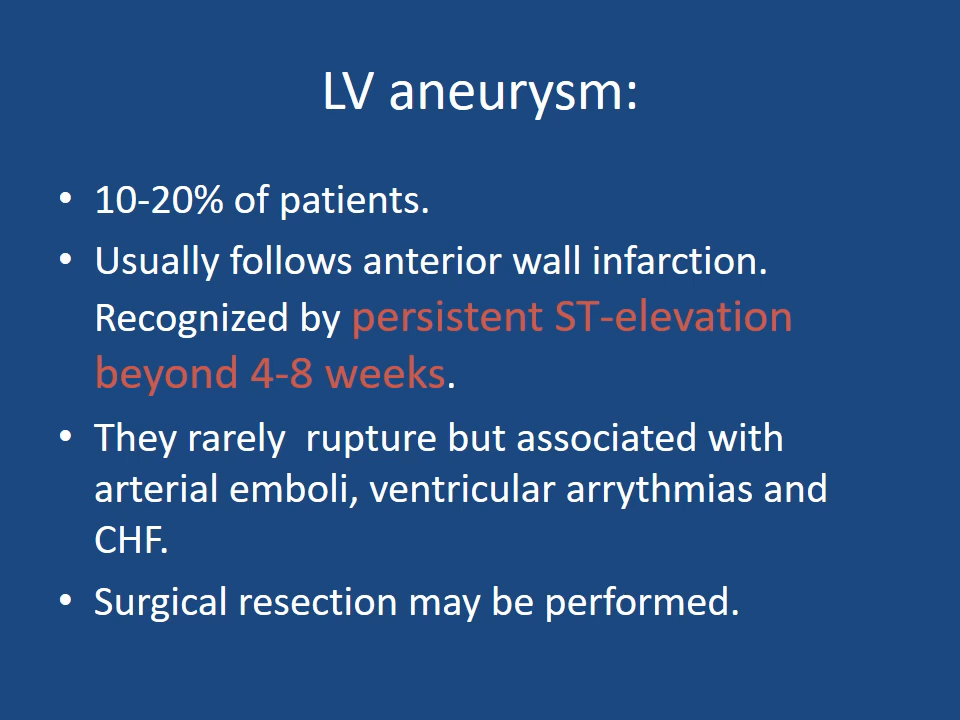 LV aneurysm:
• 10-20% of patients.
• Usually follows anterior wall infarction.
Recognized by persistent ST-elevation
beyond 4-8 weeks.
• They rarely  rupture but associated with
arterial emboli, ventricular arrythmias and
CHF.
• Surgical resection may be performed.